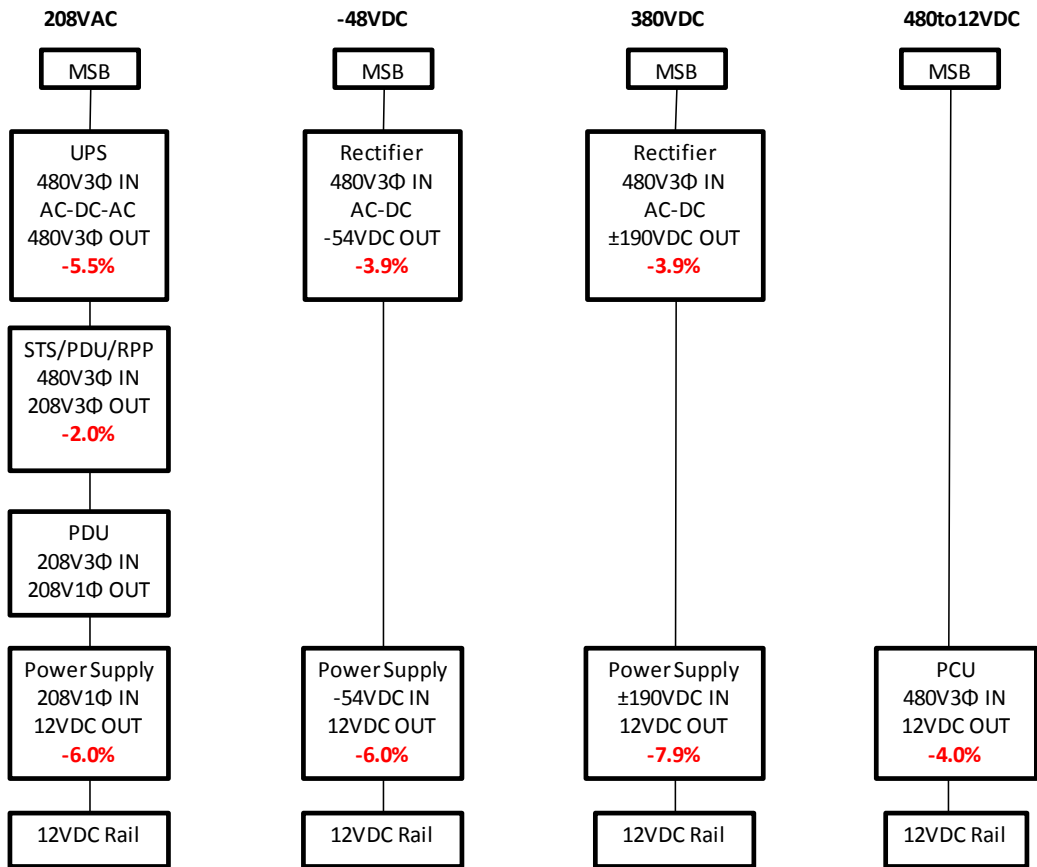 208VAC
MSB
UPS
480V3Φ IN
AC-DC-AC
480V3Φ OUT
-5.5%
STS/PDU/RPP
480V3Φ IN
208V3Φ OUT
-2.0%
PDU
208V3Φ IN
208V1Φ OUT
Power Supply
208V1Φ IN
12VDC OUT
-6.0%
12VDC Rail
-48VDC
MSB
Rectifier
480V3Φ IN
AC-DC
-54VDC OUT
-3.9%
Power Supply
-54VDC IN
12VDC OUT
-6.0%
12VDC Rail
380VDC
MSB
Rectifier
480V3Φ IN
AC-DC
±190VDC OUT
-3.9%
Power Supply
±190VDC IN
12VDC OUT
-7.9%
12VDC Rail
480to12VDC
MSB
PCU
480V3Φ IN
12VDC OUT
-4.0%
12VDC Rail